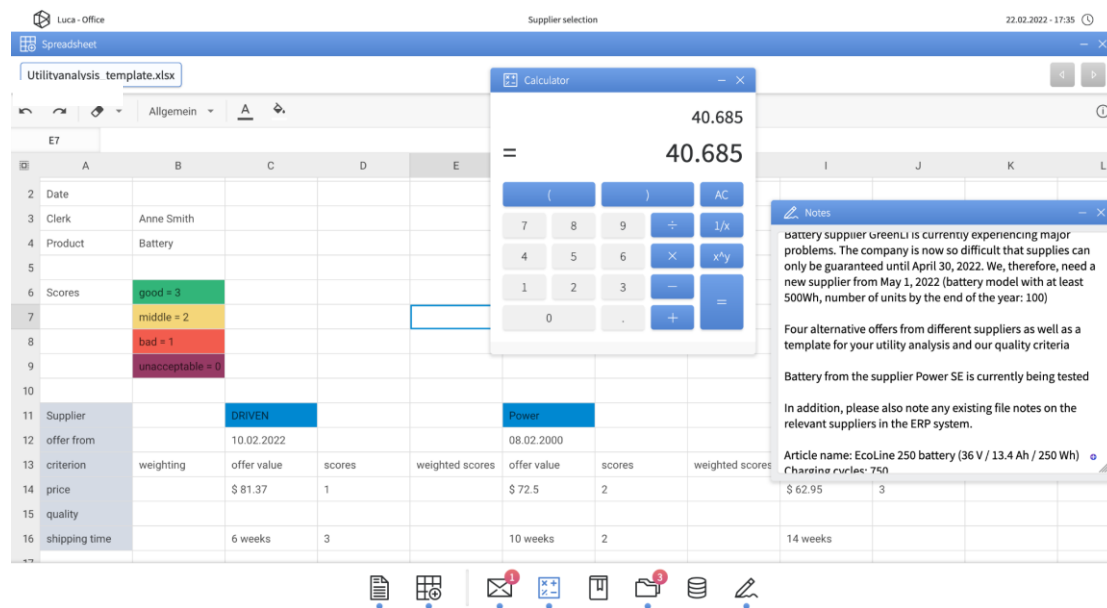 Luca - Office
Supplier selection
22.02.2022 - 17:35
Spreadsheet
Utilityanalysis_template.xlsx
Allgemein
A
E7
A B C D E I J K L
2 Date
3 Clerk Anne Smith
4 Product Battery
5
6 Scores good = 3
7 middle = 2
8 bad = 1
9 unacceptable = 0
10
11 Supplier DRIVEN Power
12 offer from 10.02.2022 08.02.2000
13 criterion weighting offer value scores weighted scores offer value scores weighted scores
14 price $ 81.37 1 $ 72.5 2 $ 62.95 3
15 quality
16 shipping time 6 weeks 3 10 weeks 2 14 weeks
Calculator
40.685
= 40.685
( ) AC
7 8 9 ÷ 1/x
4 5 6 × x^y
1 2 3 − =
0 . +
Notes
Battery supplier GreenLi is currently experiencing major
problems. The company is now so difficult that supplies can
only be guaranteed until April 30, 2022. We, therefore, need a
new supplier from May 1, 2022 (battery model with at least
500Wh, number of units by the end of the year: 100)
Four alternative offers from different suppliers as well as a
template for your utility analysis and our quality criteria
Battery from the supplier Power SE is currently being tested
In addition, please also note any existing file notes on the
relevant suppliers in the ERP system.
Article name: EcoLine 250 battery (36 V / 13.4 Ah / 250 Wh)
Charging cycles: 750
1
3